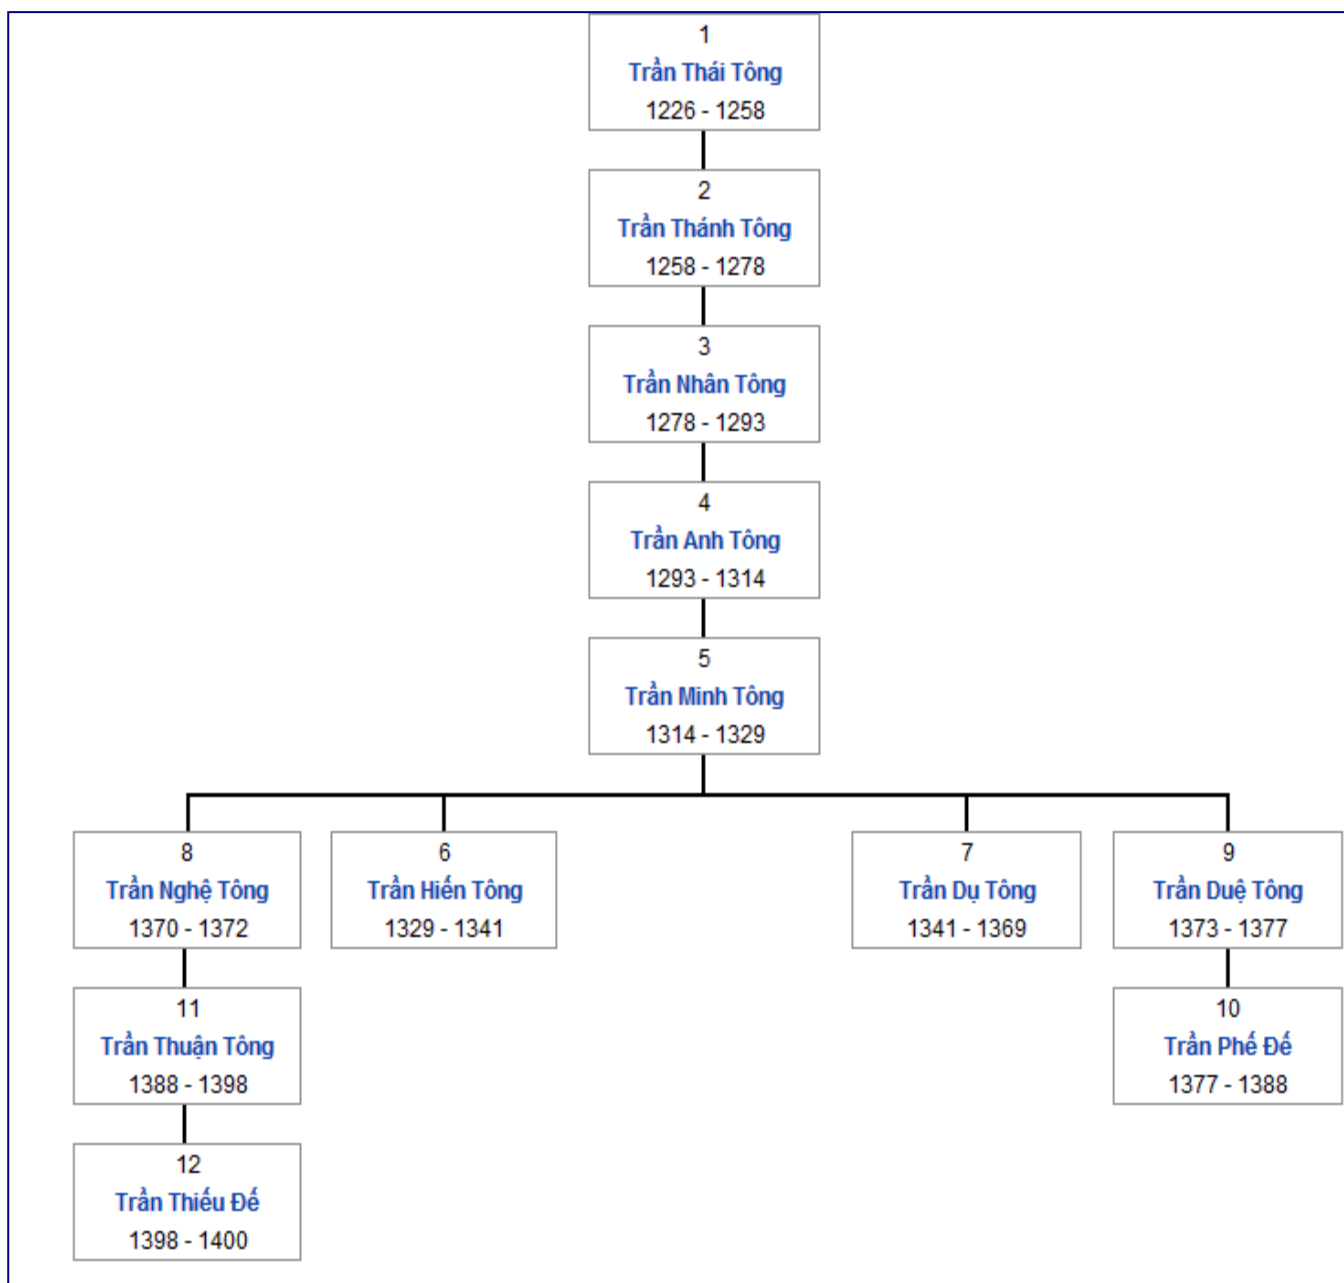 1
Trần Thái Tông
1226 - 1258
2
Trần Thánh Tông
1258 - 1278
3
Trần Nhân Tông
1278 - 1293
4
Trần Anh Tông
1293 - 1314
5
Trần Minh Tông
1314 - 1329
8
Trần Nghệ Tông
1370 - 1372
6
Trần Hiến Tông
1329 - 1341
7
Trần Dụ Tông
1341 - 1369
9
Trần Duệ Tông
1373 - 1377
11
Trần Thuận Tông
1388 - 1398
10
Trần Phế Đế
1377 - 1388
12
Trần Thiếu Đế
1398 - 1400